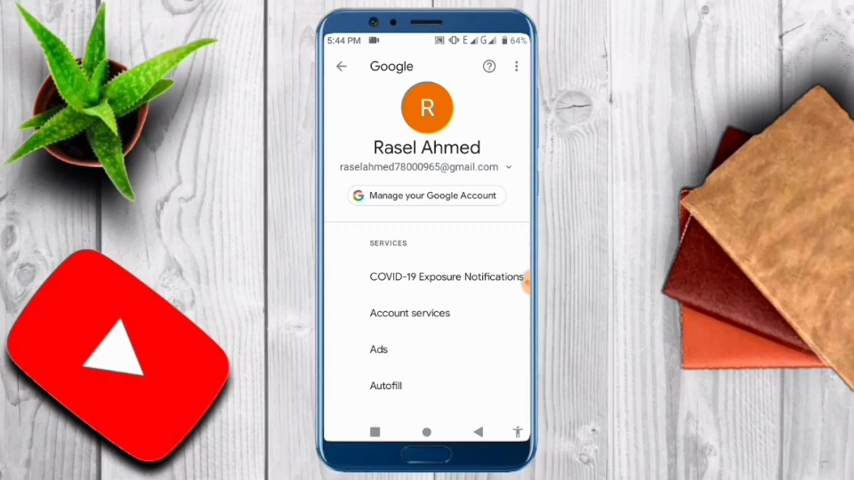 5:44 PM E G 64%
Google
R
Rasel Ahmed
raselahmed78000965@gmail.com
G Manage your Google Account
SERVICES
COVID-19 Exposure Notifications
Account services
Ads
Autofill